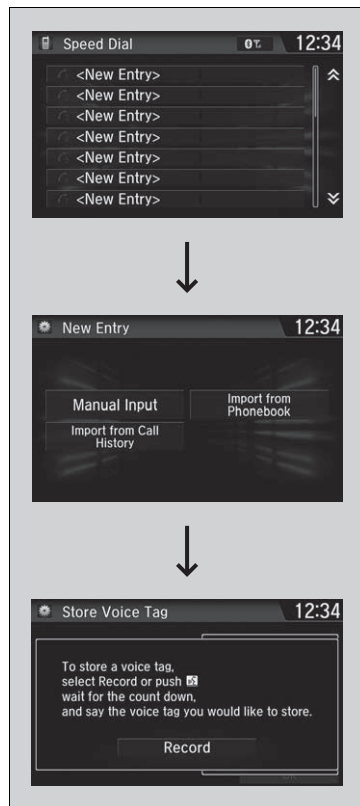 Speed Dial 12:34
<New Entry>
<New Entry>
<New Entry>
<New Entry>
<New Entry>
<New Entry>
<New Entry>
New Entry 12:34
Manual Input
Import from
Phonebook
Import from Call
History
Store Voice Tag 12:34
To store a voice tag,
select Record or push
wait for the count down,
and say the voice tag you would like to store.
Record